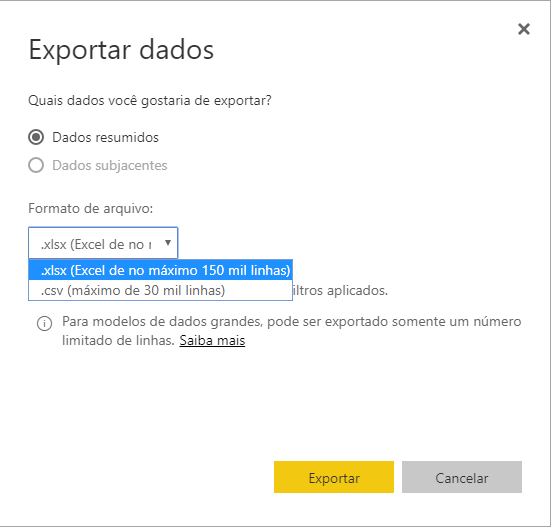 Exportar dados
Quais dados você gostaria de exportar?
Dados resumidos
Dados subjacentes
Formato de arquivo:
.xlsx (Excel de no
.xlsx (Excel de no máximo 150 mil linhas)
.csv (máximo de 30 mil linhas)
iltros aplicados.
Para modelos de dados grandes, pode ser exportado somente um número
limitado de linhas. Saiba mais
Exportar
Cancelar